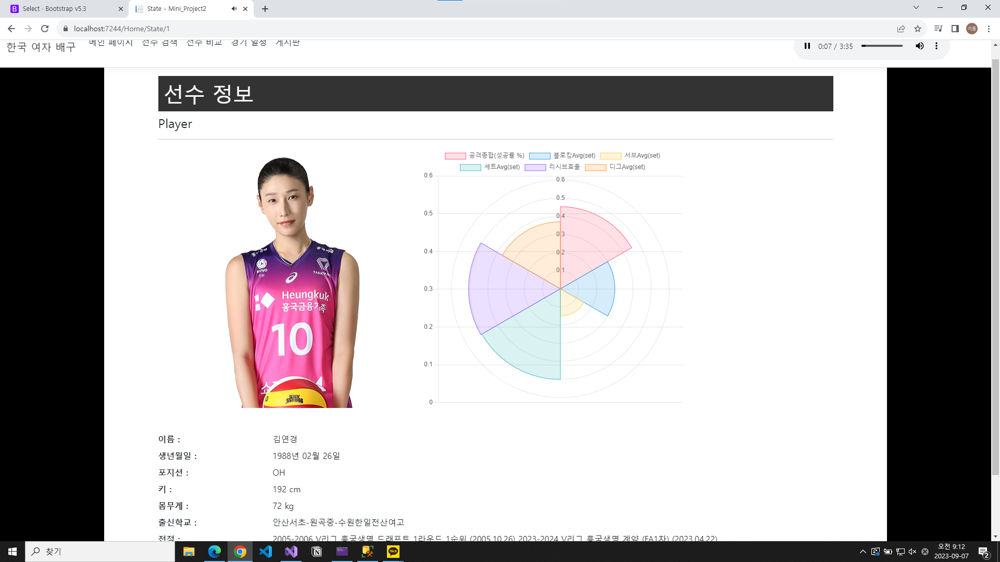 Select · Bootstrap v5.3
State - Mini_Project2
localhost:7244/Home/State/1
기종
한국 여자 배구
메인 페이지 선수 검색 선수 비교 경기 일정 게시판
0:07 / 3:35
선수 정보
Player
공격종합(성공률 %) 블로킹Avg(set) 서브Avg(set)
세트Avg(set) 리시브효율 디그Avg(set)
0.6
0.5
0.4
0.3
0.2
0.1
0
0.6
0.5
0.4
0.3
0.2
0.1
KOVO
인천
TAEKWANG
Heungkuk
흥국금융가족
10
이름 : 김연경
생년월일 : 1988년 02월 26일
포지션 : OH
키 : 192 cm
몸무게 : 72 kg
출신학교 : 안산서초-원곡중-수원한일전산여고
전적 : 2005-2006 V리그 흥국생명 드래프트 1라운드 1순위 (2005.10.26) 2023-2024 V리그 흥국생명 계약 (FA1차) (2023.04.22)
찾기
TALK
오전 9:12
2023-09-07
2